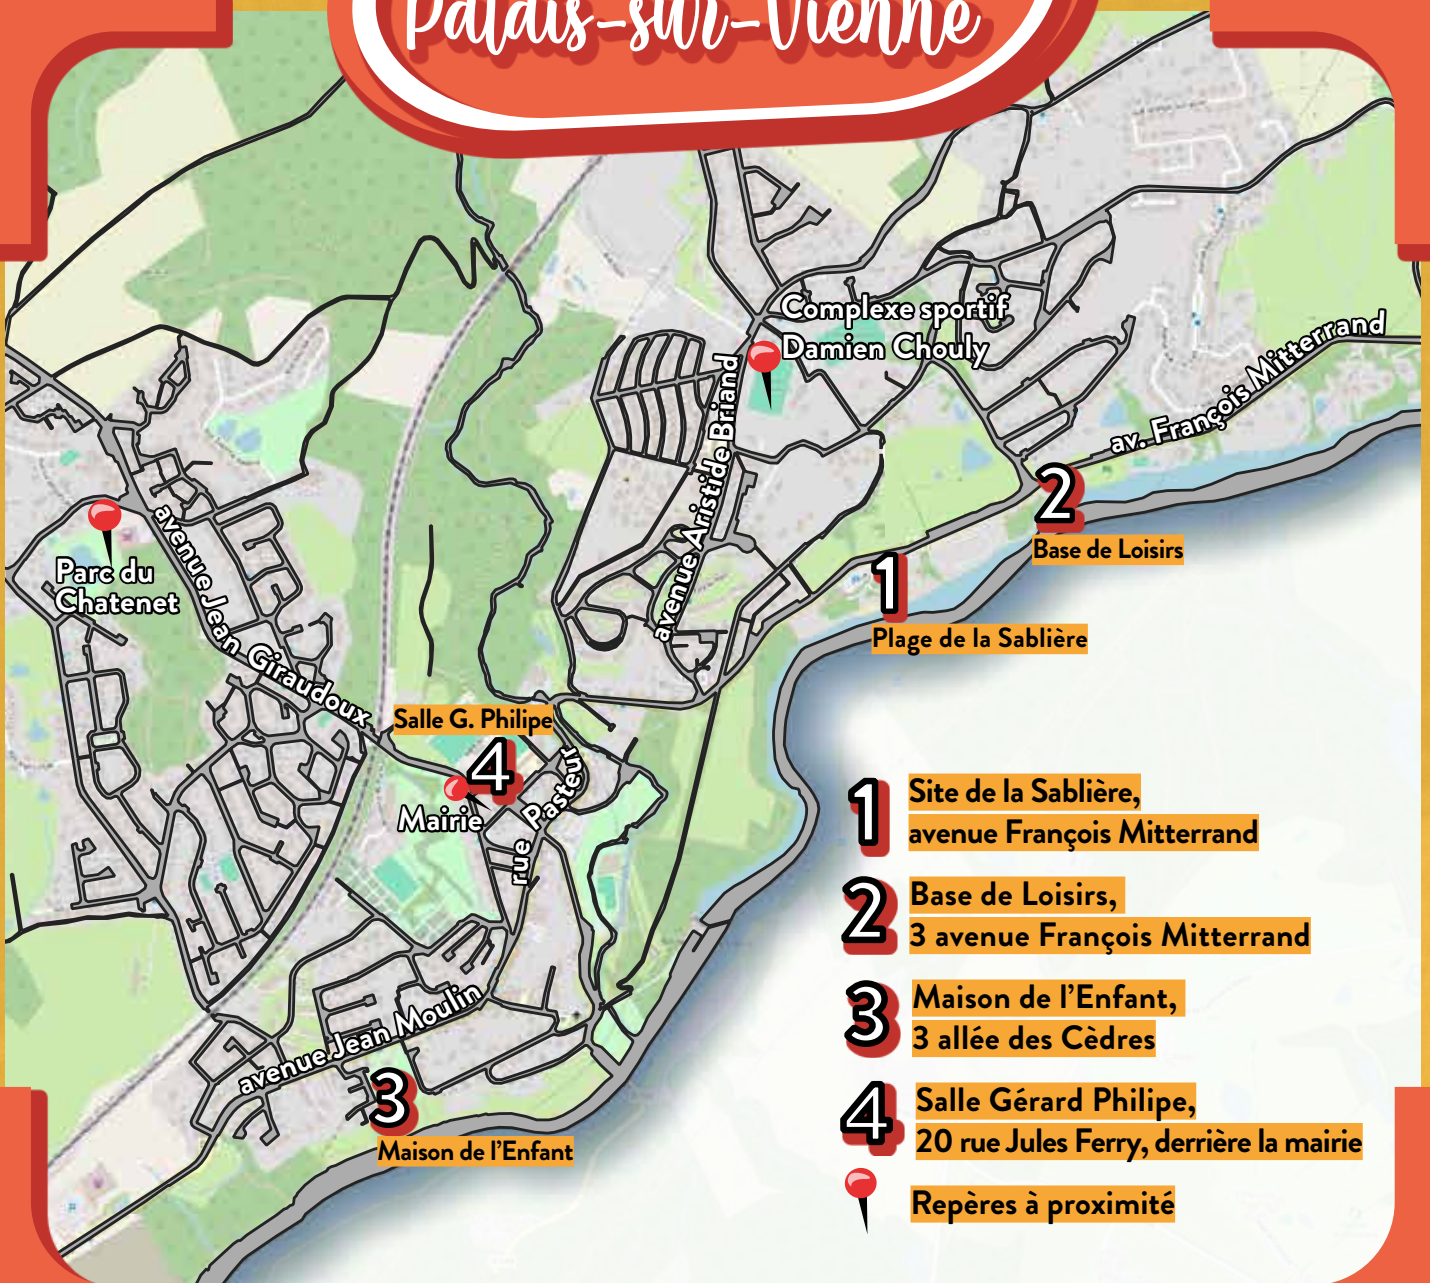 Palais-sur-Vienne
Complexe sportif
Damien Chouly
avenue Aristide Briand
av. François Mitterrand
2
Base de Loisirs
1
Plage de la Sablière
Parc du
Chatenet
avenue Jean Giraudoux
Salle G. Philipe
4
Mairie
rue Pasteur
avenue Jean Moulin
3
Maison de l'Enfant
1 Site de la Sablière,
avenue François Mitterrand
2 Base de Loisirs,
3 avenue François Mitterrand
3 Maison de l'Enfant,
3 allée des Cèdres
4 Salle Gérard Philipe,
20 rue Jules Ferry, derrière la mairie
Repères à proximité